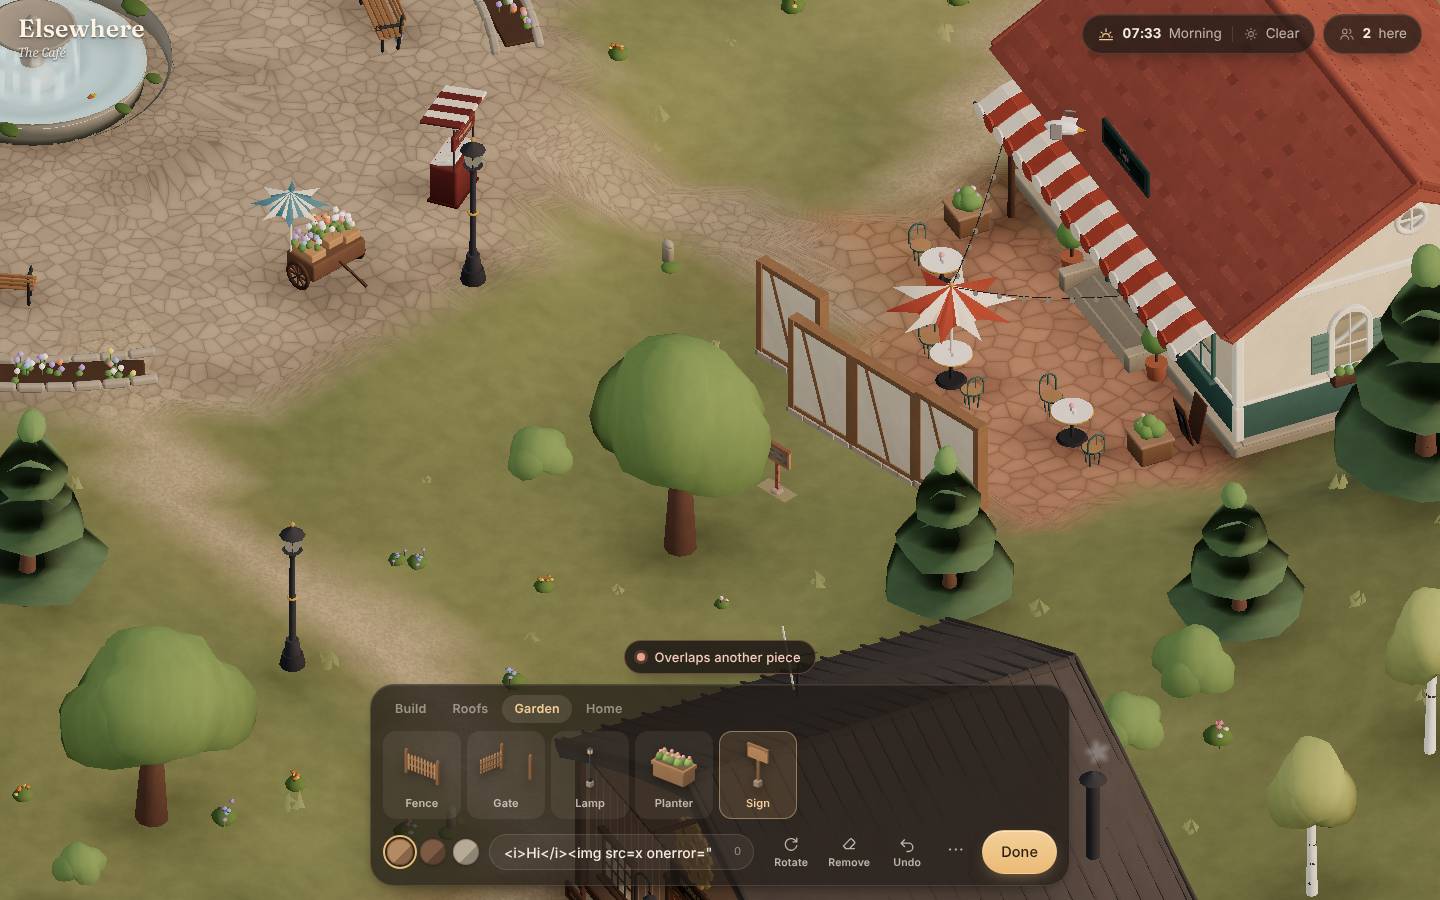 Elsewhere
The Café
07:33 Morning
Clear
2 here
Overlaps another piece
Build
Roofs
Garden
Home
Fence
Gate
Lamp
Planter
Sign
<i>Hi</i><img src=x onerror="
0
Rotate
Remove
Undo
...
Done